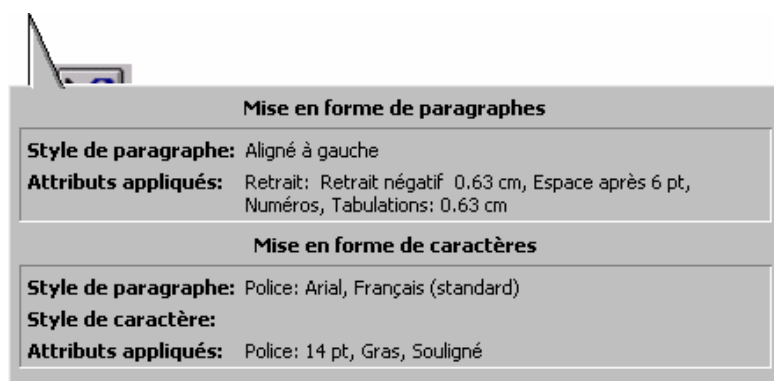 Mise en forme de paragraphes
Style de paragraphe: Aligné à gauche
Attributs appliqués: Retrait: Retrait négatif 0.63 cm, Espace après 6 pt,
Numéros, Tabulations: 0.63 cm
Mise en forme de caractères
Style de paragraphe: Police: Arial, Français (standard)
Style de caractère:
Attributs appliqués: Police: 14 pt, Gras, Souligné